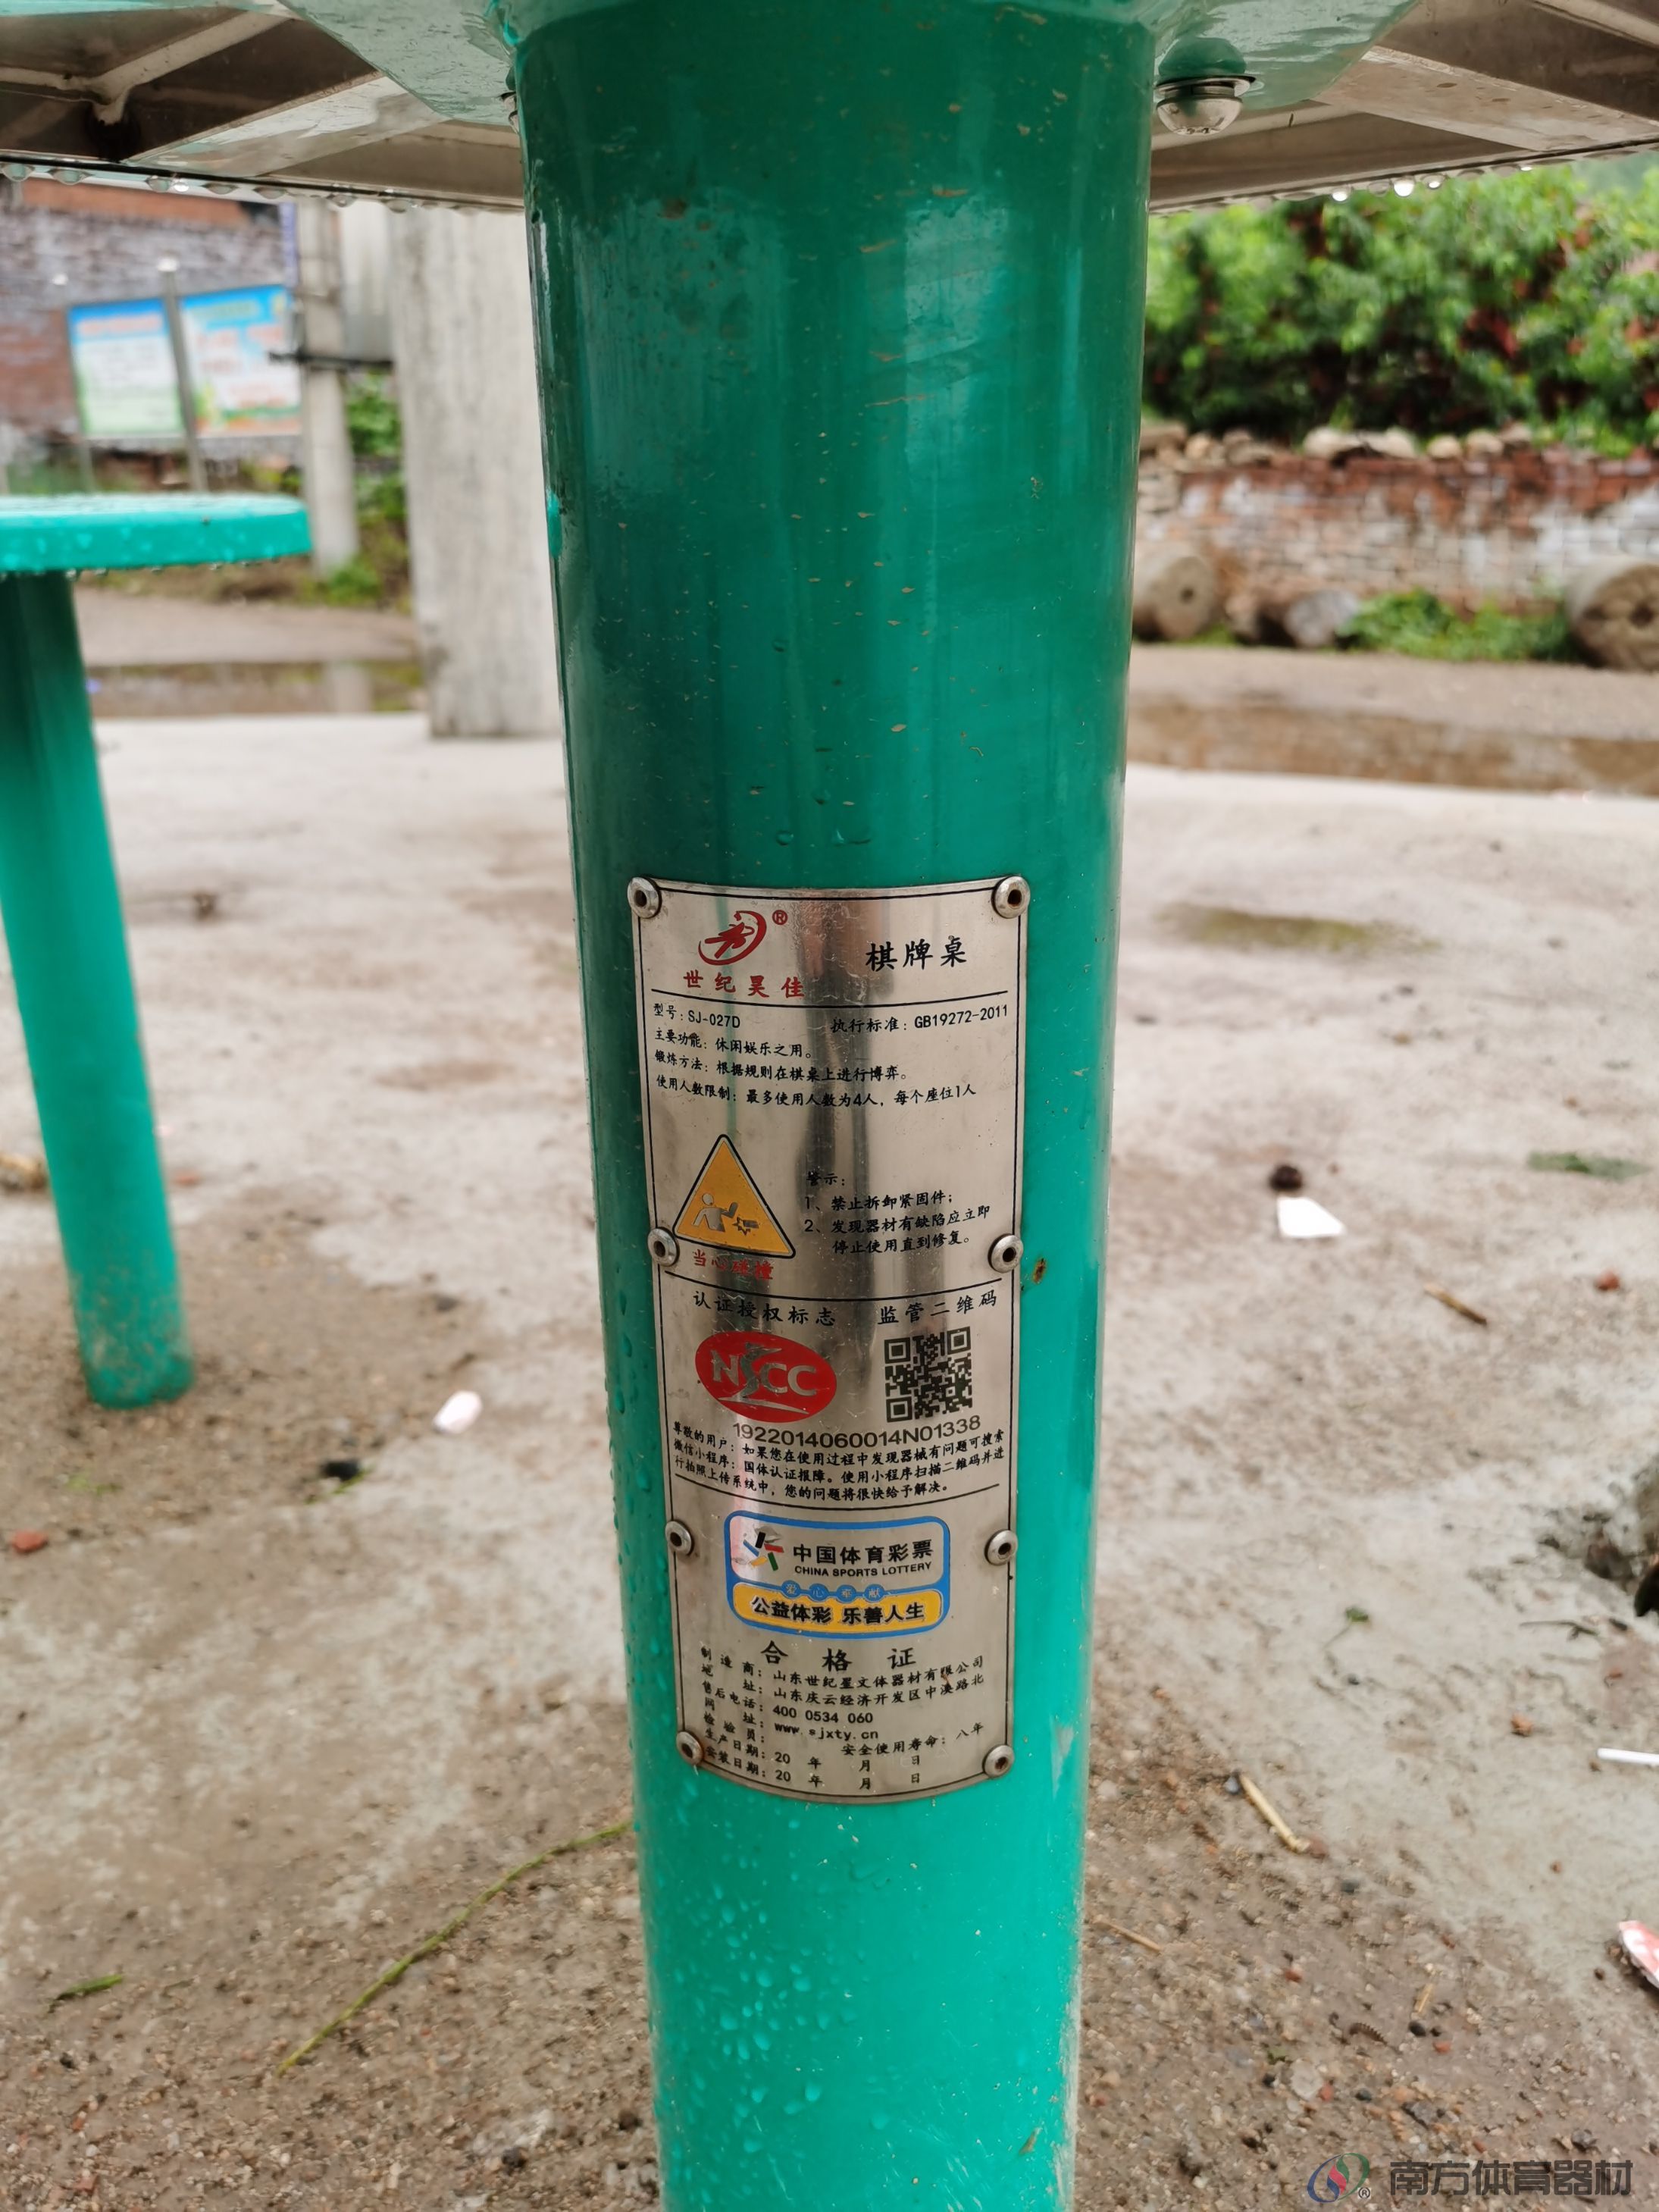 ®
世纪昊佳
棋牌桌
型号：SJ-027D 执行标准：GB19272-2011
主要功能：休闲娱乐之用。
锻炼方法：根据规则在棋桌上进行博弈。
使用人数限制：最多使用人数为4人，每个座位1人
警示：
1、禁止拆卸紧固件；
2、发现器材有缺陷应立即
停止使用直到修复。
当心碰撞
认证授权标志 监管二维码
NSCC
1922014060014N01338
尊敬的用户：如果您在使用过程中发现器械有问题可搜索
微信小程序：国体认证报障。使用小程序扫描二维码并进
行拍照上传系统中，您的问题将很快给予解决。
中国体育彩票
CHINA SPORTS LOTTERY
爱心奉献
公益体彩 乐善人生
合格证
制造商：山东世纪星文体器材有限公司
地址：山东庆云经济开发区中澳路北
售后电话：400 0534 060
网址：www.sjxty.cn
检验员： 安全使用寿命：八年
生产日期：20 年 月 日
安装日期：20 年 月 日
南方体育器材
®